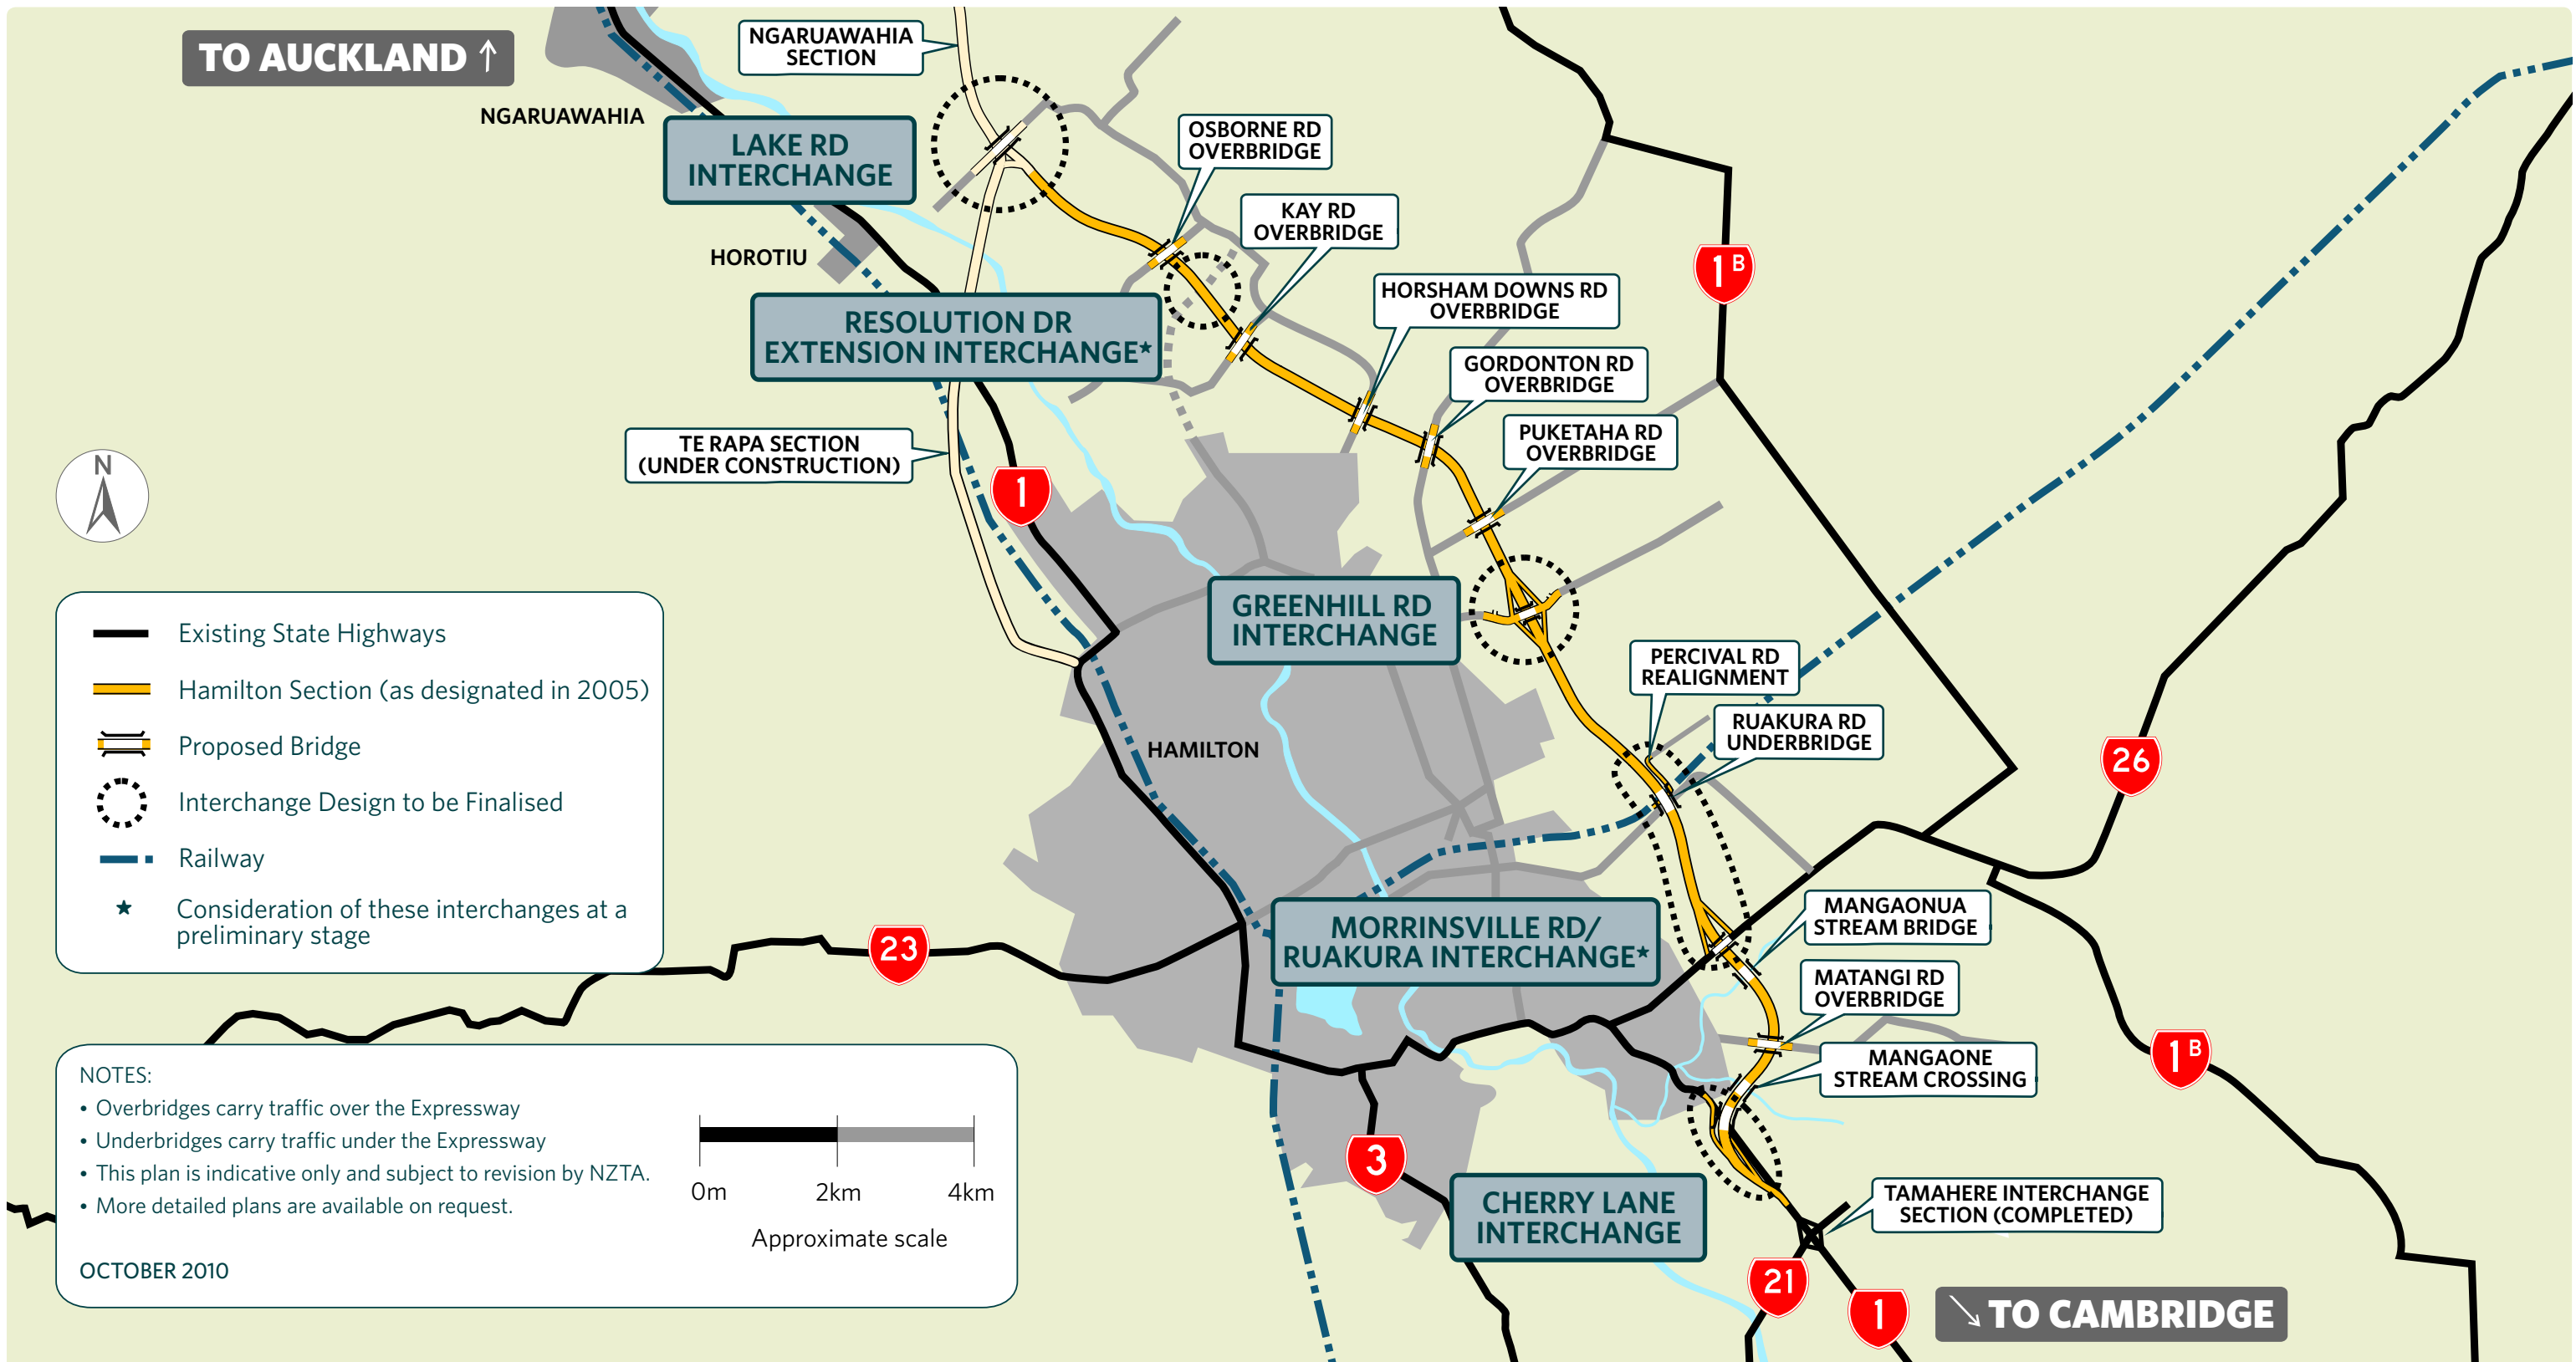 TO AUCKLAND ↑
NGARUAWAHIA
SECTION
NGARUAWAHIA
LAKE RD
INTERCHANGE
OSBORNE RD
OVERBRIDGE
KAY RD
OVERBRIDGE
HOROTIU
1B
HORSHAM DOWNS RD
OVERBRIDGE
RESOLUTION DR
EXTENSION INTERCHANGE★
GORDONTON RD
OVERBRIDGE
PUKETAHA RD
OVERBRIDGE
TE RAPA SECTION
(UNDER CONSTRUCTION)
N
1
GREENHILL RD
INTERCHANGE
PERCIVAL RD
REALIGNMENT
RUAKURA RD
UNDERBRIDGE
HAMILTON
26
Existing State Highways
Hamilton Section (as designated in 2005)
Proposed Bridge
Interchange Design to be Finalised
Railway
★ Consideration of these interchanges at a
preliminary stage
23
MORRINSVILLE RD/
RUAKURA INTERCHANGE★
MANGAONUA
STREAM BRIDGE
MATANGI RD
OVERBRIDGE
MANGAONE
STREAM CROSSING
1B
NOTES:
• Overbridges carry traffic over the Expressway
• Underbridges carry traffic under the Expressway
• This plan is indicative only and subject to revision by NZTA.
• More detailed plans are available on request.
OCTOBER 2010
0m 2km 4km
Approximate scale
3
CHERRY LANE
INTERCHANGE
TAMAHERE INTERCHANGE
SECTION (COMPLETED)
21
1
↘ TO CAMBRIDGE